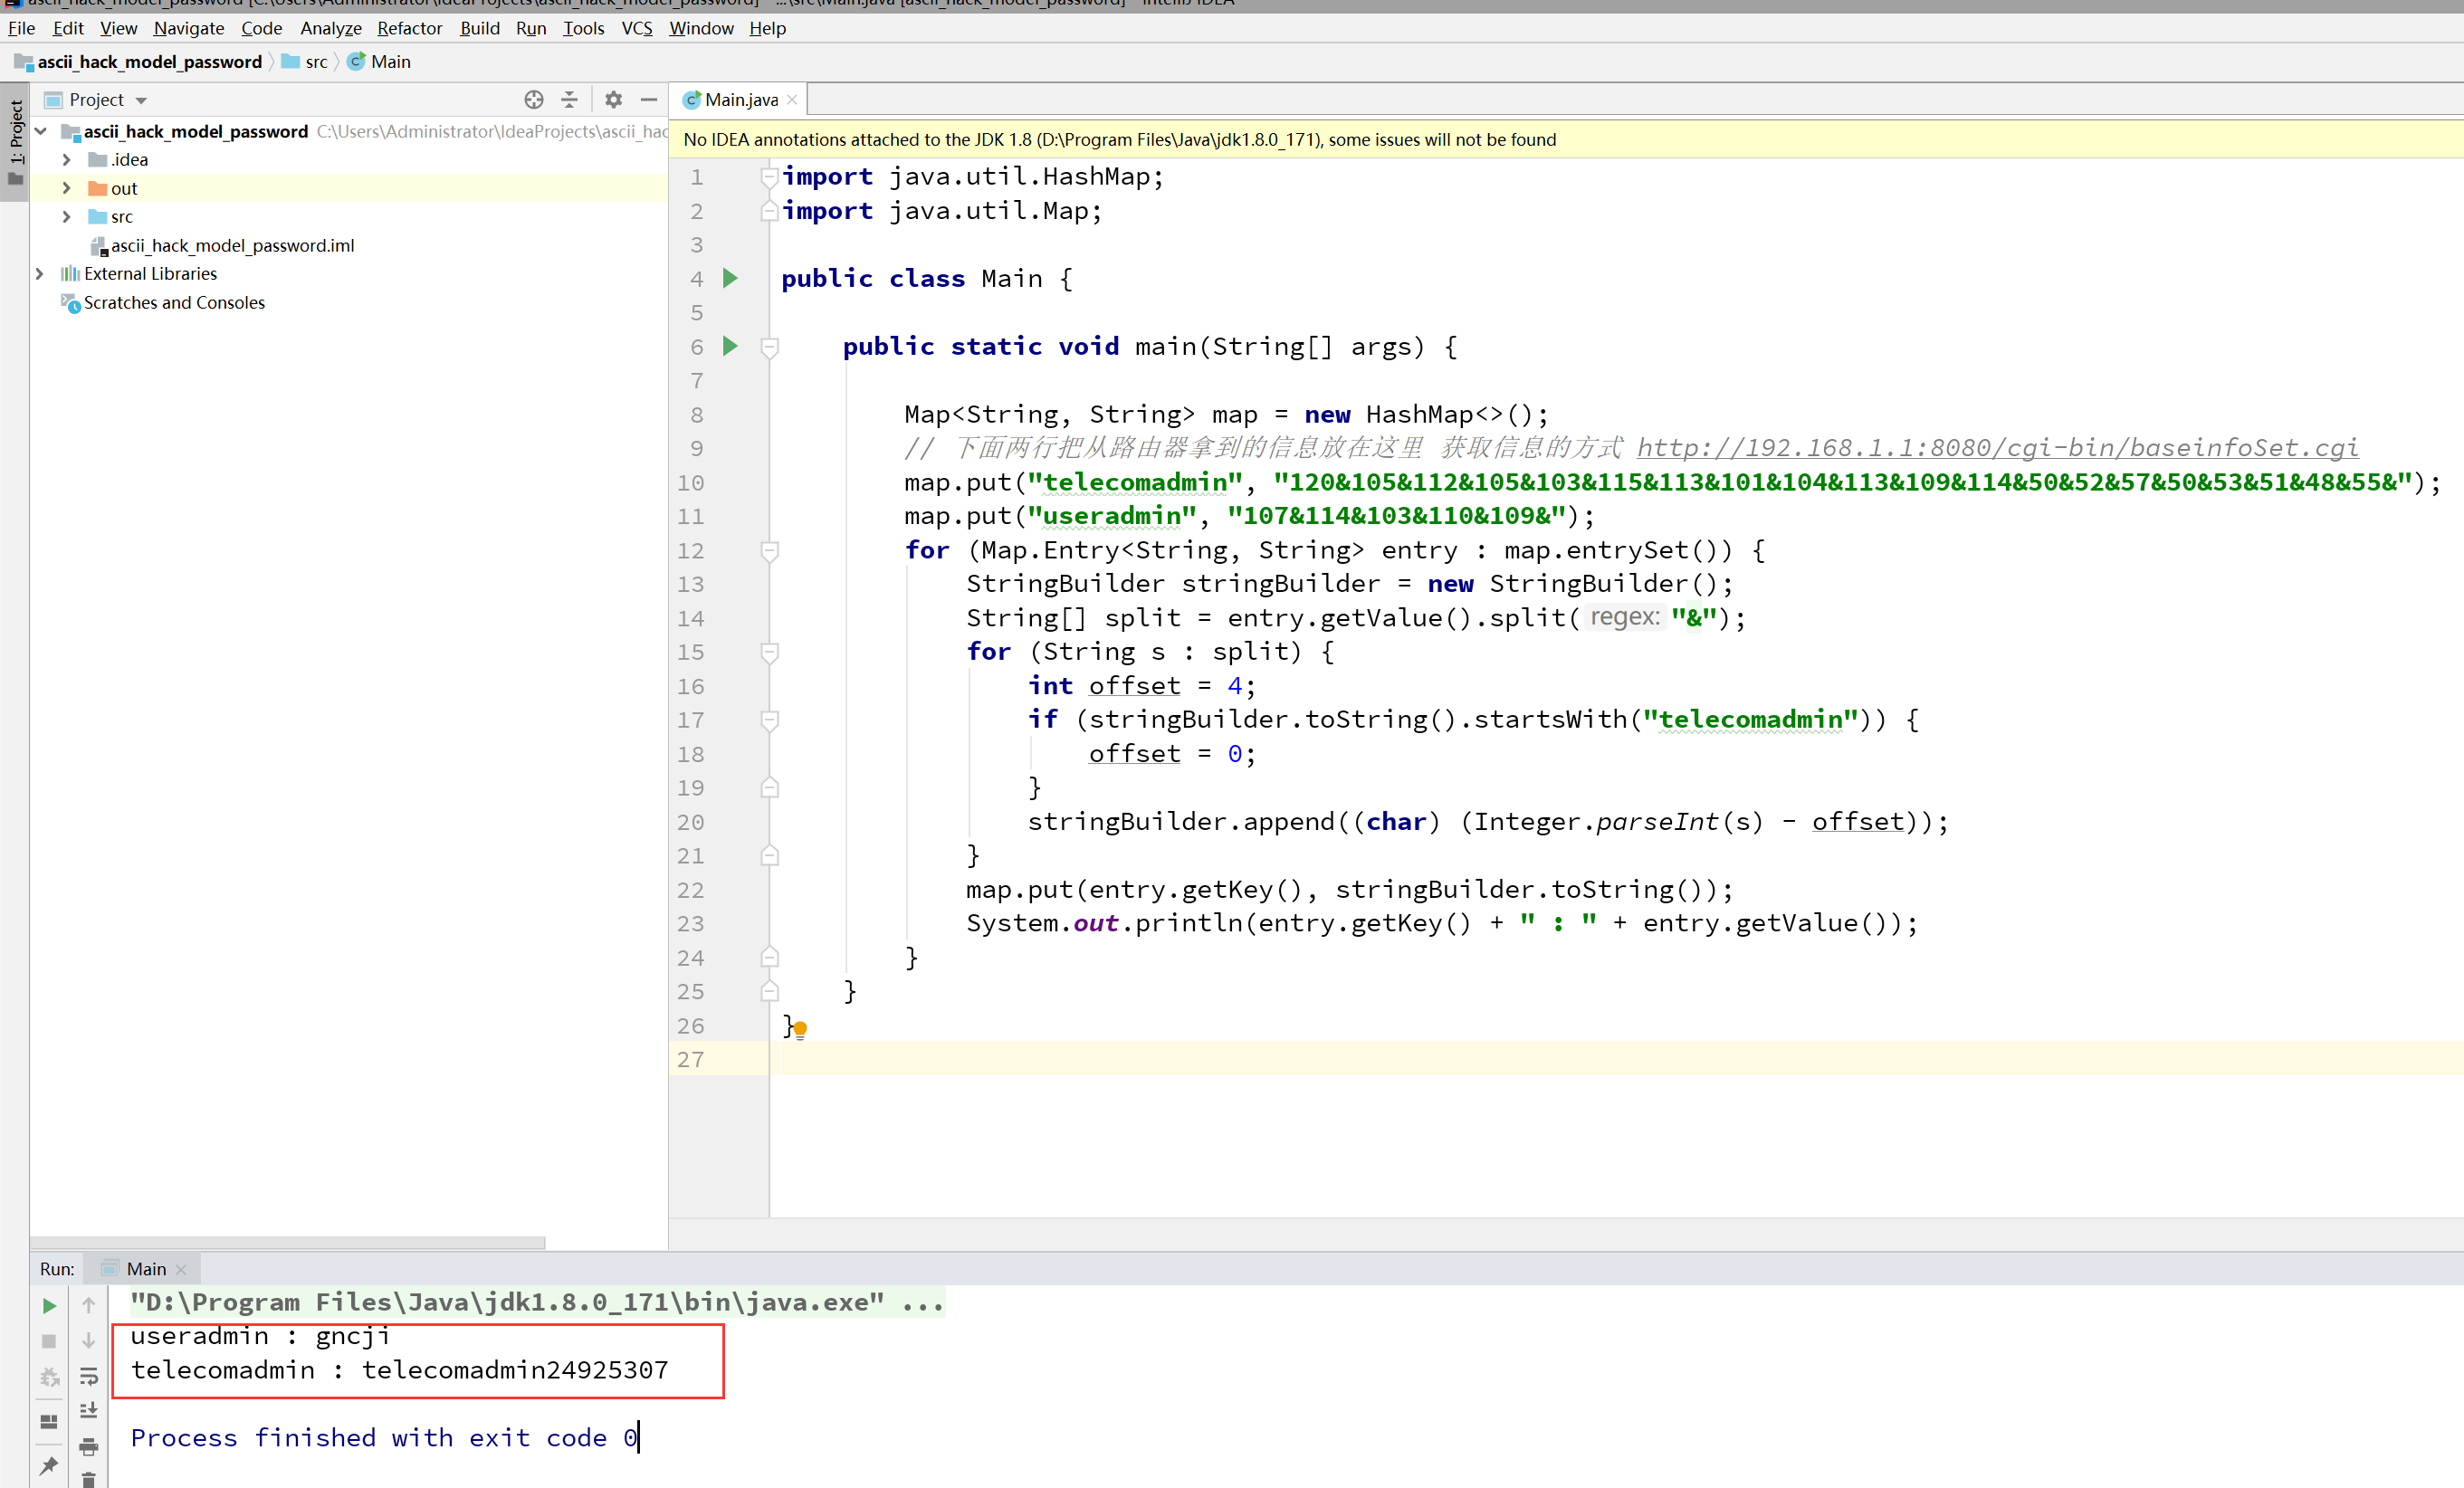 ascii_hack_model_password [C:\Users\Administrator\IdeaProjects\ascii_hack_model_password] - ...\src\Main.java [ascii_hack_model_password] - IntelliJ IDEA
File Edit View Navigate Code Analyze Refactor Build Run Tools VCS Window Help
ascii_hack_model_password src Main
1: Project
Project
Main.java
ascii_hack_model_password C:\Users\Administrator\IdeaProjects\ascii_hac
.idea
out
src
ascii_hack_model_password.iml
External Libraries
Scratches and Consoles
No IDEA annotations attached to the JDK 1.8 (D:\Program Files\Java\jdk1.8.0_171), some issues will not be found
1 import java.util.HashMap;
2 import java.util.Map;
3
4 public class Main {
5
6 public static void main(String[] args) {
7
8 Map<String, String> map = new HashMap<>();
9 // 下面两行把从路由器拿到的信息放在这里 获取信息的方式 http://192.168.1.1:8080/cgi-bin/baseinfoSet.cgi
10 map.put("telecomadmin", "120&105&112&105&103&115&113&101&104&113&109&114&50&52&57&50&53&51&48&55&");
11 map.put("useradmin", "107&114&103&110&109&");
12 for (Map.Entry<String, String> entry : map.entrySet()) {
13 StringBuilder stringBuilder = new StringBuilder();
14 String[] split = entry.getValue().split( regex: "&");
15 for (String s : split) {
16 int offset = 4;
17 if (stringBuilder.toString().startsWith("telecomadmin")) {
18 offset = 0;
19 }
20 stringBuilder.append((char) (Integer.parseInt(s) - offset));
21 }
22 map.put(entry.getKey(), stringBuilder.toString());
23 System.out.println(entry.getKey() + " : " + entry.getValue());
24 }
25 }
26 }
27
Run: Main
"D:\Program Files\Java\jdk1.8.0_171\bin\java.exe" ...
useradmin : gncji
telecomadmin : telecomadmin24925307
Process finished with exit code 0